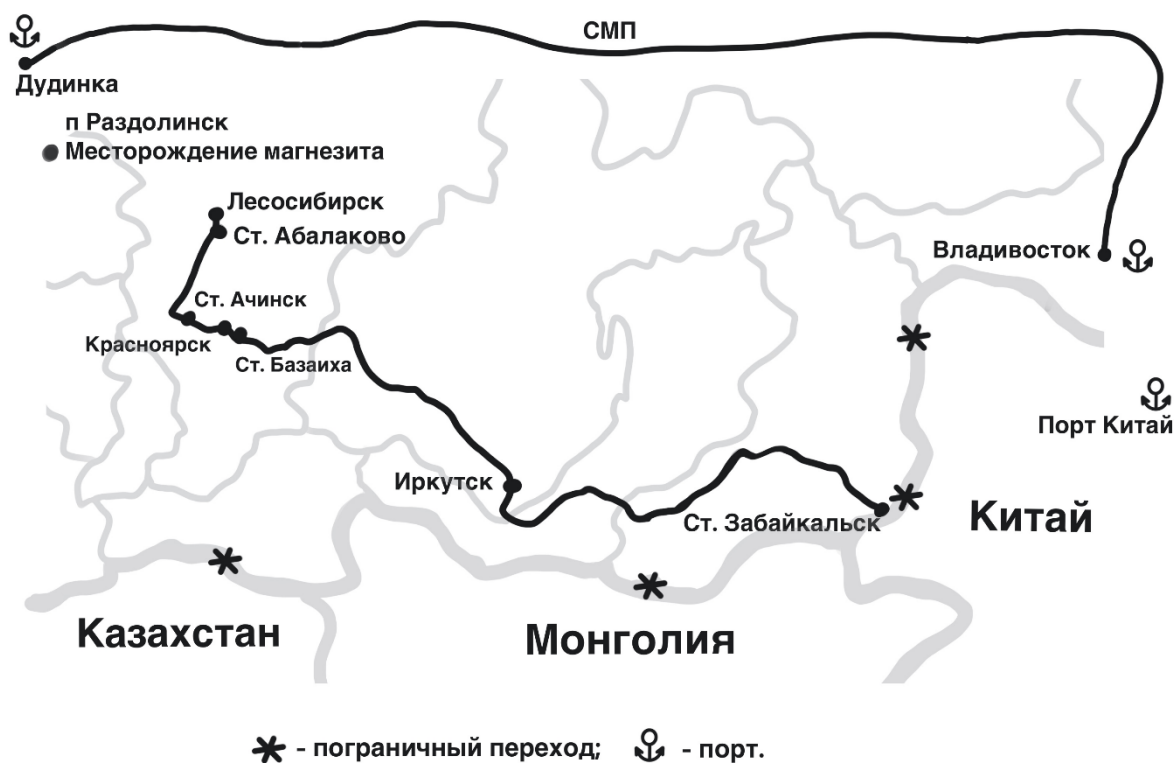 СМП
Дудинка
п Раздолинск
Месторождение магнезита
Лесосибирск
Ст. Абалаково
Владивосток
Ст. Ачинск
Красноярск
Ст. Базаиха
Порт Китай
Иркутск
Ст. Забайкальск
Китай
Казахстан
Монголия
- пограничный переход;
- порт.